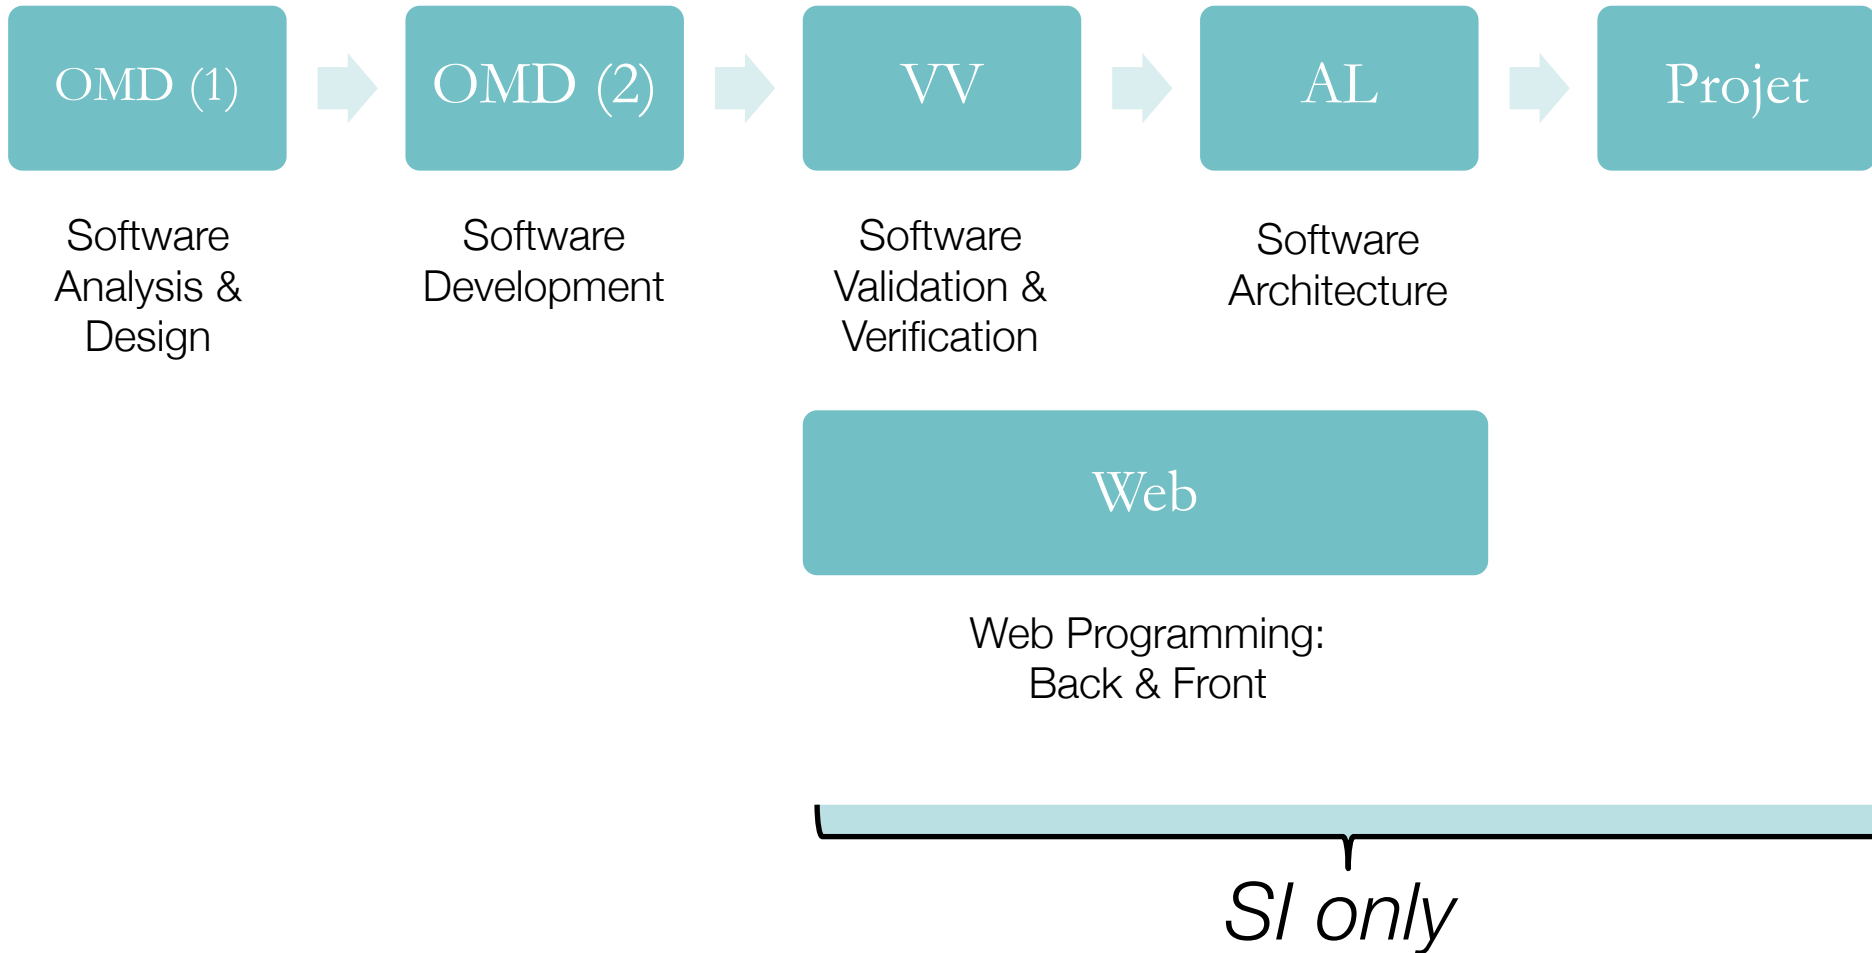 OMD (1)
OMD (2)
VV
AL
Projet
Software
Analysis &
Design
Software
Development
Software
Validation &
Verification
Software
Architecture
Web
Web Programming:
Back & Front
SI only